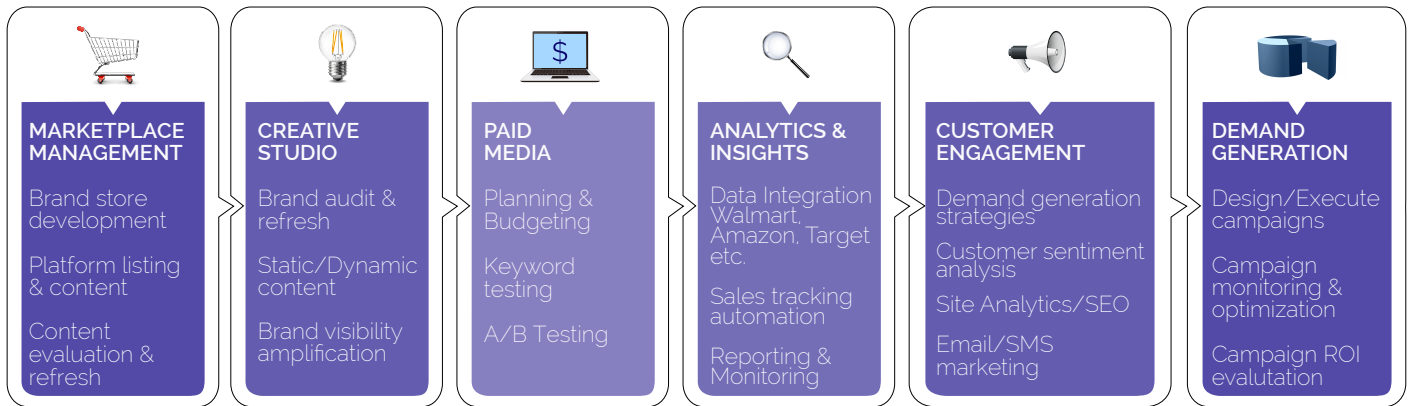 $
MARKETPLACE
MANAGEMENT
Brand store
development
Platform listing
& content
Content
evaluation &
refresh
CREATIVE
STUDIO
Brand audit &
refresh
Static/Dynamic
content
Brand visibility
amplification
PAID
MEDIA
Planning &
Budgeting
Keyword
testing
A/B Testing
ANALYTICS &
INSIGHTS
Data Integration
Walmart,
Amazon, Target
etc.
Sales tracking
automation
Reporting &
Monitoring
CUSTOMER
ENGAGEMENT
Demand generation
strategies
Customer sentiment
analysis
Site Analytics/SEO
Email/SMS
marketing
DEMAND
GENERATION
Design/Execute
campaigns
Campaign
monitoring &
optimization
Campaign ROI
evalutation